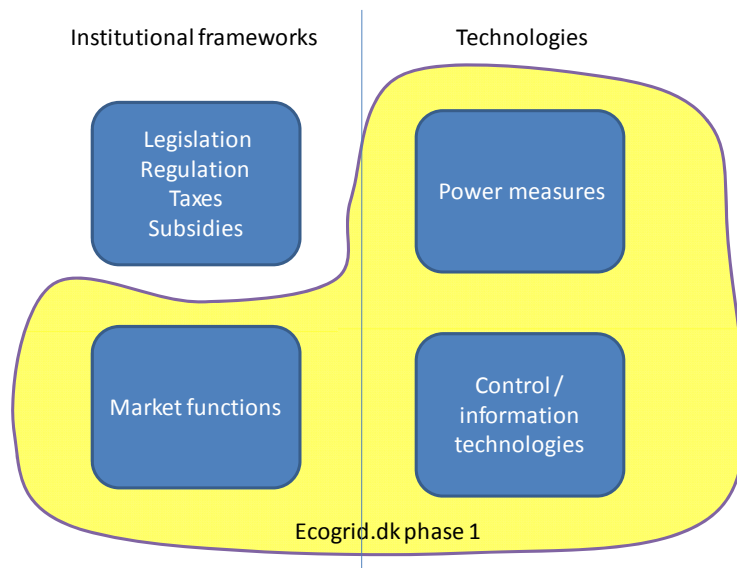 Institutional frameworks
Technologies
Legislation
Regulation
Taxes
Subsidies
Power measures
Market functions
Control /
information
technologies
Ecogrid.dk phase 1